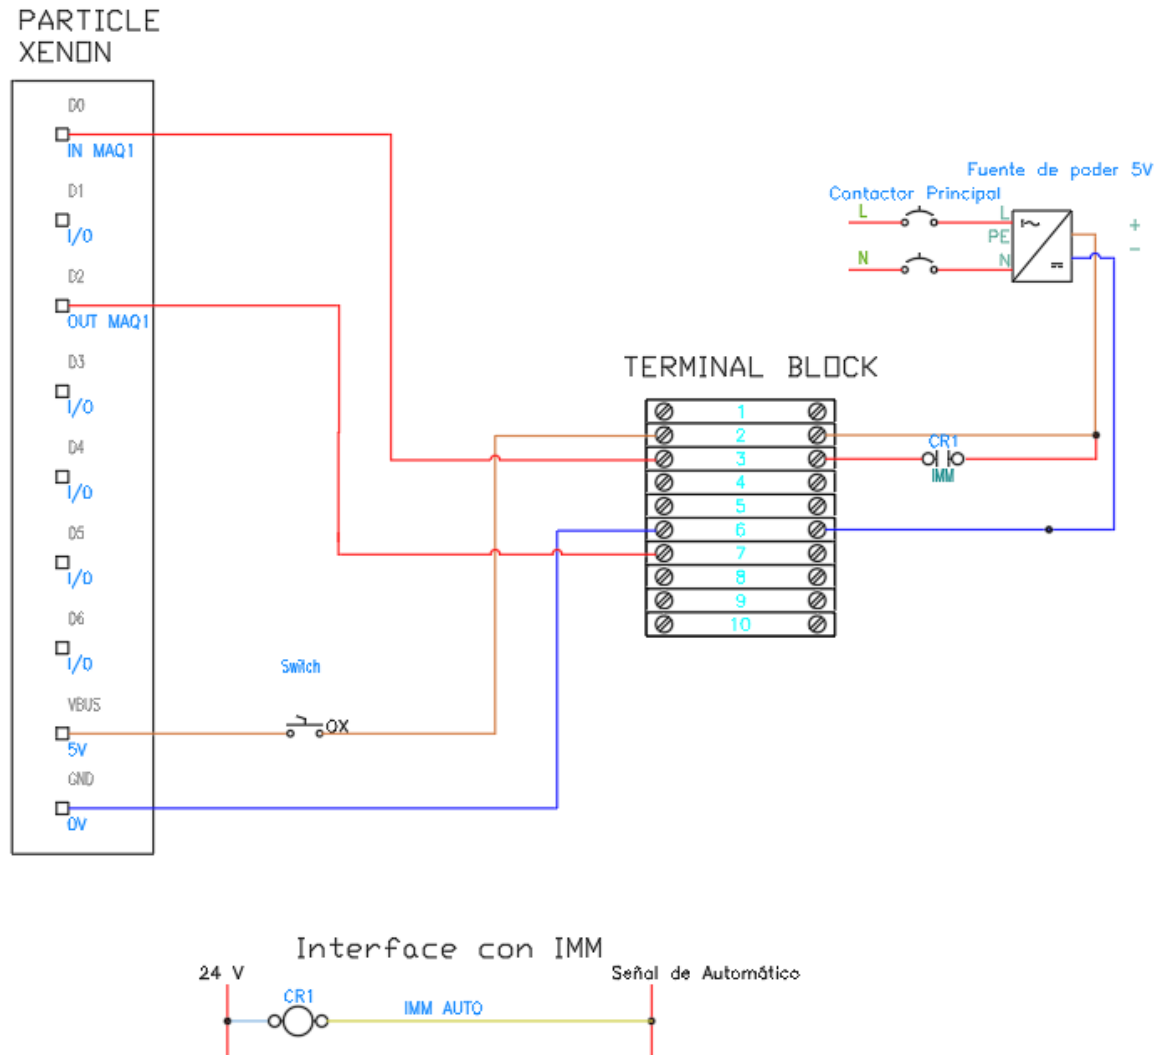 PARTICLE
XENON
D0
IN MAQ1
D1
I/O
D2
OUT MAQ1
D3
I/O
D4
I/O
D5
I/O
D6
I/O
VBUS
5V
GND
0V
Switch
OX
Fuente de poder 5V
Contactor Principal
L
L
PE
N
N
+
-
TERMINAL BLOCK
1
2
3
4
5
6
7
8
9
10
CR1
IMM
Interface con IMM
24 V
Señal de Automático
CR1
IMM AUTO